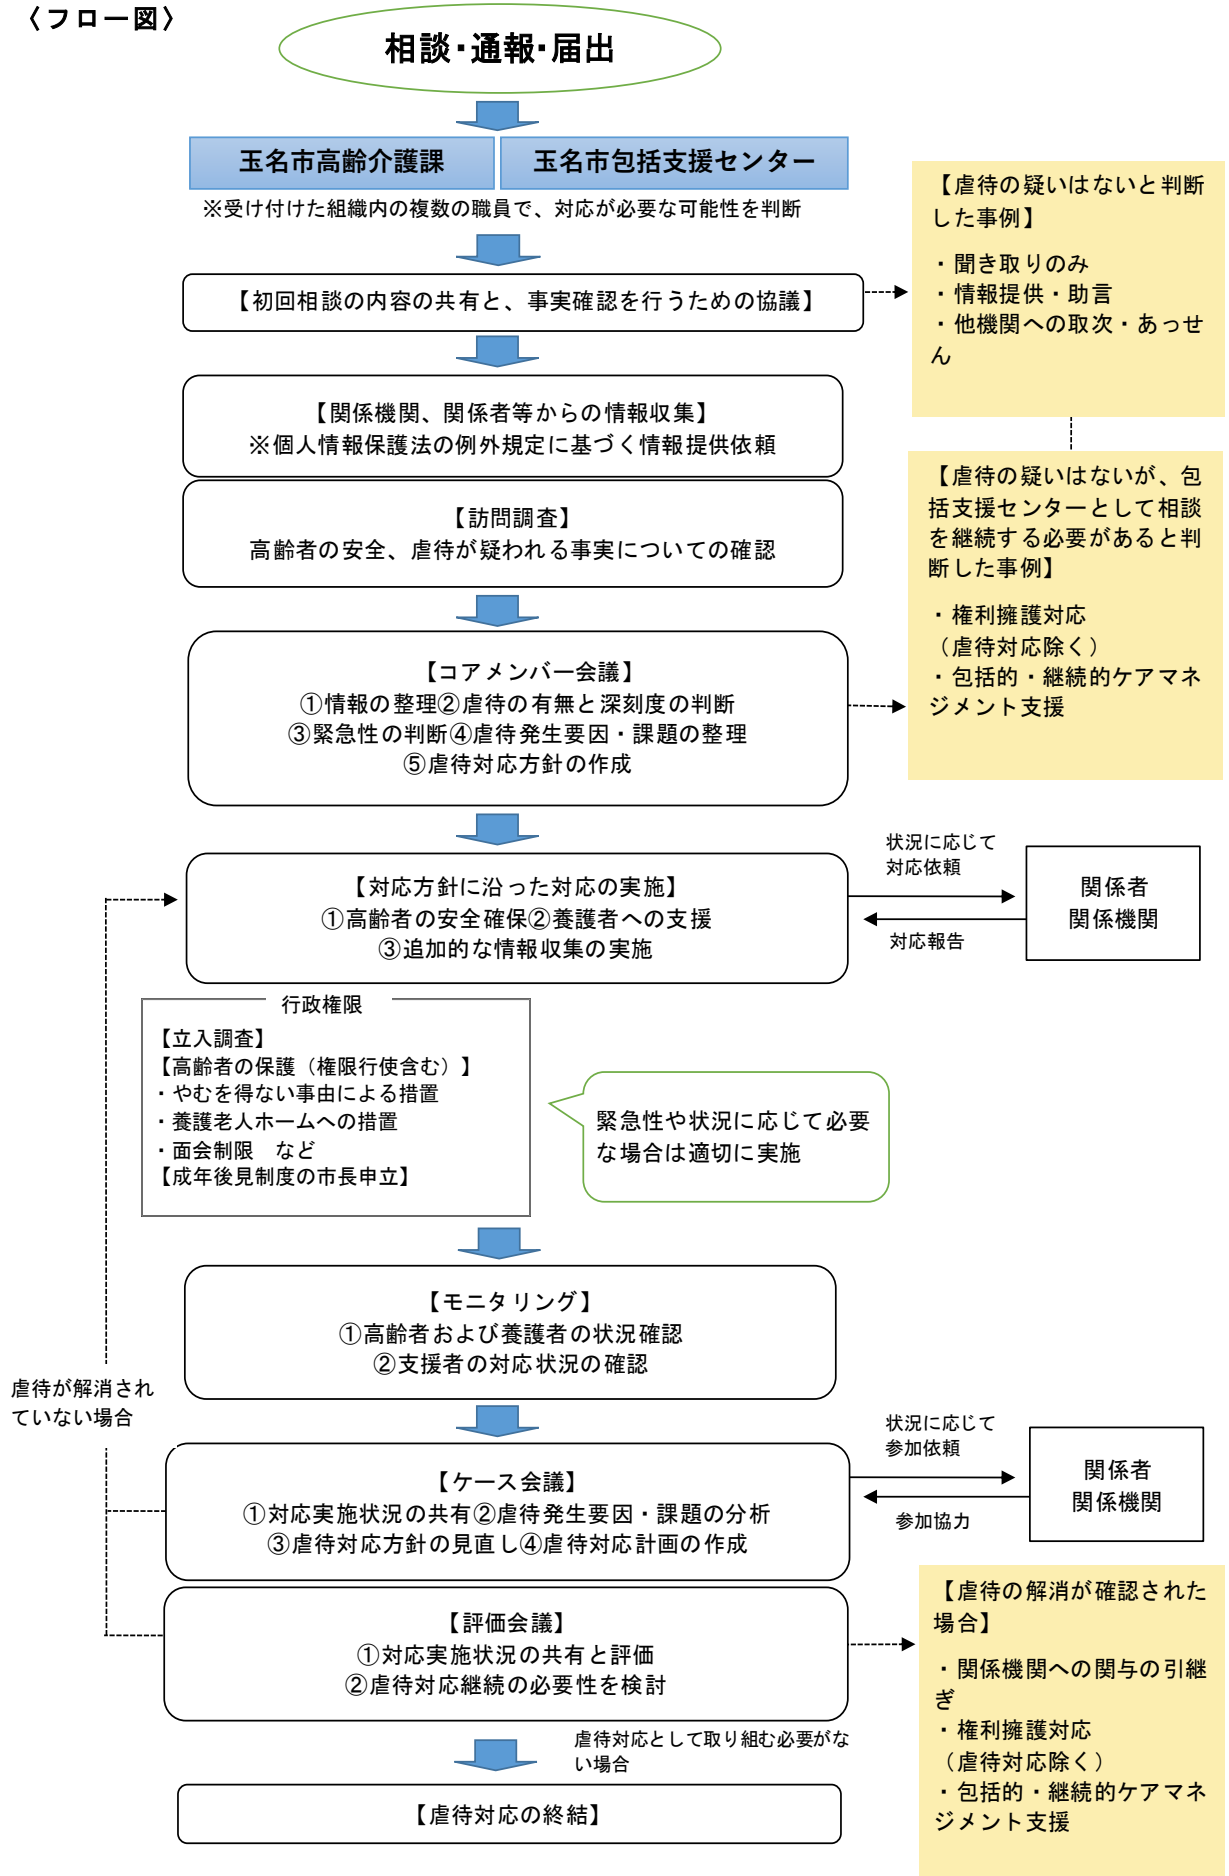 〈フロー図〉
相談・通報・届出
玉名市高齢介護課
玉名市包括支援センター
※受け付けた組織内の複数の職員で、対応が必要な可能性を判断
【初回相談の内容の共有と、事実確認を行うための協議】
【虐待の疑いはないと判断
した事例】
・聞き取りのみ
・情報提供・助言
・他機関への取次・あっせ
ん
【関係機関、関係者等からの情報収集】
※個人情報保護法の例外規定に基づく情報提供依頼
【訪問調査】
高齢者の安全、虐待が疑われる事実についての確認
【虐待の疑いはないが、包
括支援センターとして相談
を継続する必要があると判
断した事例】
・権利擁護対応
（虐待対応除く）
・包括的・継続的ケアマネ
ジメント支援
【コアメンバー会議】
①情報の整理②虐待の有無と深刻度の判断
③緊急性の判断④虐待発生要因・課題の整理
⑤虐待対応方針の作成
【対応方針に沿った対応の実施】
①高齢者の安全確保②養護者への支援
③追加的な情報収集の実施
状況に応じて
対応依頼
対応報告
関係者
関係機関
行政権限
【立入調査】
【高齢者の保護（権限行使含む）】
・やむを得ない事由による措置
・養護老人ホームへの措置
・面会制限　など
【成年後見制度の市長申立】
緊急性や状況に応じて必要
な場合は適切に実施
【モニタリング】
①高齢者および養護者の状況確認
②支援者の対応状況の確認
虐待が解消され
ていない場合
【ケース会議】
①対応実施状況の共有②虐待発生要因・課題の分析
③虐待対応方針の見直し④虐待対応計画の作成
状況に応じて
参加依頼
参加協力
関係者
関係機関
【評価会議】
①対応実施状況の共有と評価
②虐待対応継続の必要性を検討
【虐待の解消が確認された
場合】
・関係機関への関与の引継
ぎ
・権利擁護対応
（虐待対応除く）
・包括的・継続的ケアマネ
ジメント支援
虐待対応として取り組む必要がな
い場合
【虐待対応の終結】